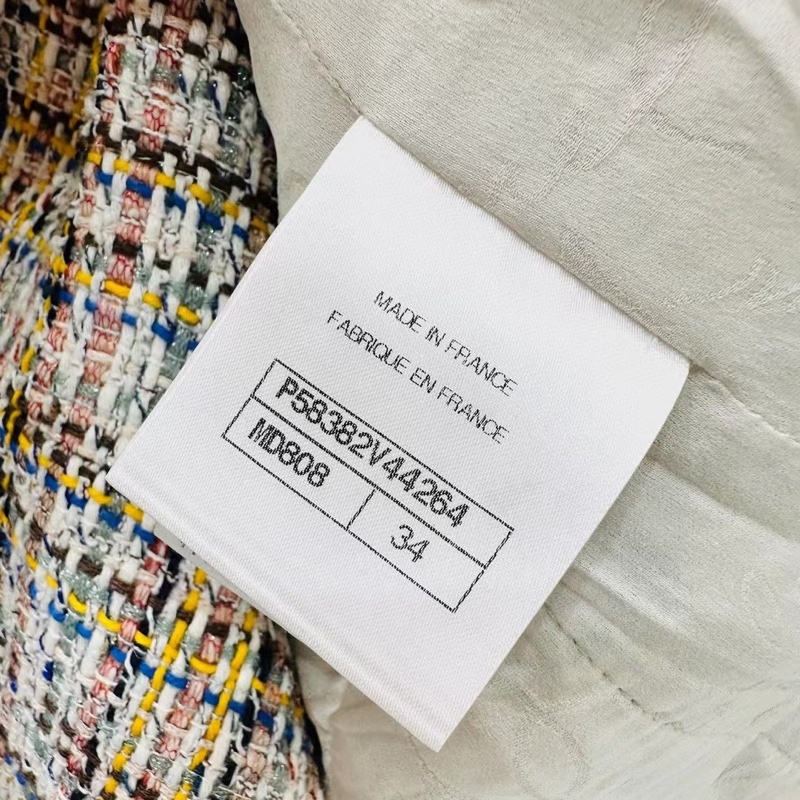 MADE IN FRANCE
FABRIQUE EN FRANCE
P58382V44264
MD808 34